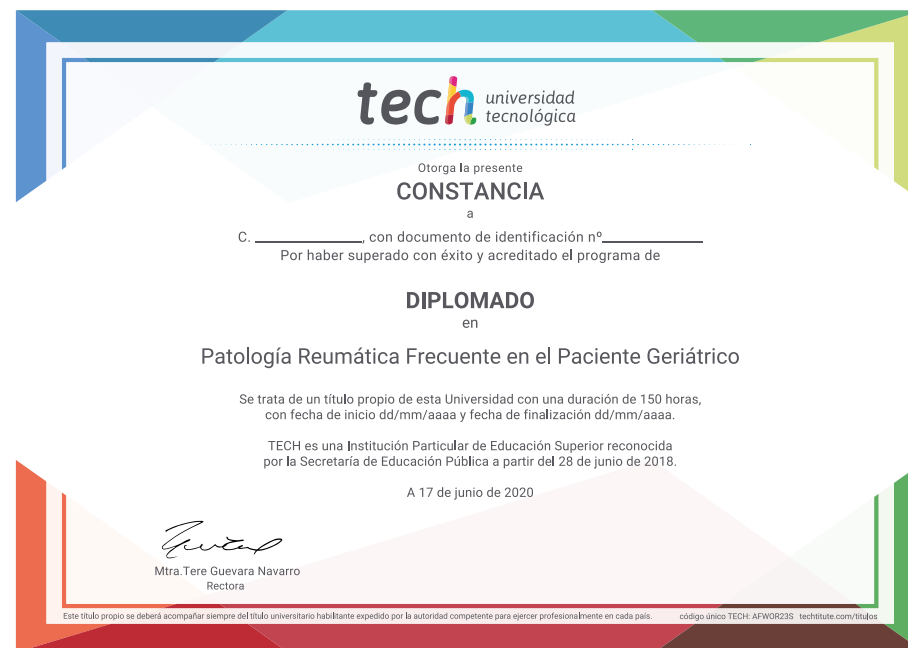 tech universidad
tecnológica
Otorga la presente
CONSTANCIA
a
C. ____________, con documento de identificación nº____________
Por haber superado con éxito y acreditado el programa de
DIPLOMADO
en
Patología Reumática Frecuente en el Paciente Geriátrico
Se trata de un título propio de esta Universidad con una duración de 150 horas,
con fecha de inicio dd/mm/aaaa y fecha de finalización dd/mm/aaaa.
TECH es una Institución Particular de Educación Superior reconocida
por la Secretaría de Educación Pública a partir del 28 de junio de 2018.
A 17 de junio de 2020
Mtra.Tere Guevara Navarro
Rectora
Este título propio se deberá acompañar siempre del título universitario habilitante expedido por la autoridad competente para ejercer profesionalmente en cada país. código único TECH: AFWOR23S techtitute.com/titulos